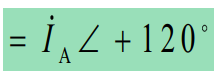 = İ_A∠ +120°